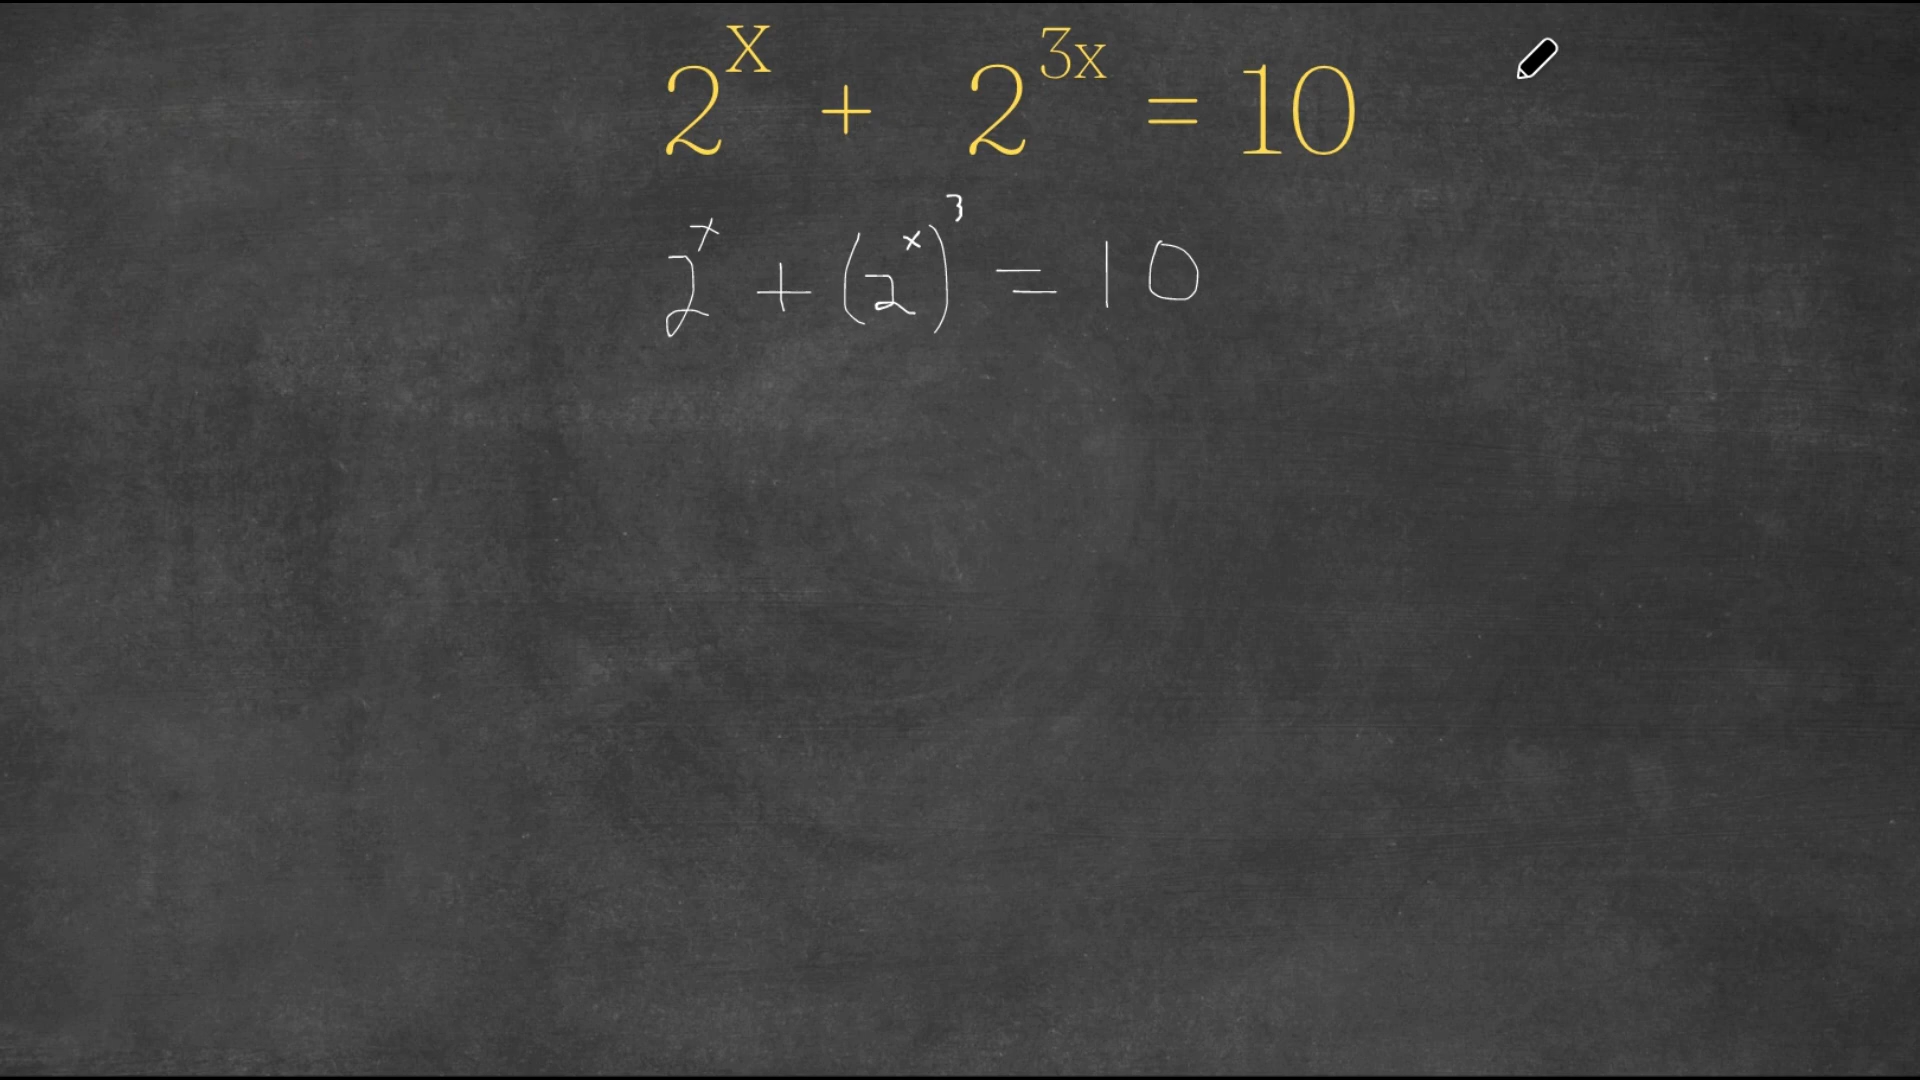 2^x + 2^{3x} = 10
2^x + (2^x)^3 = 10